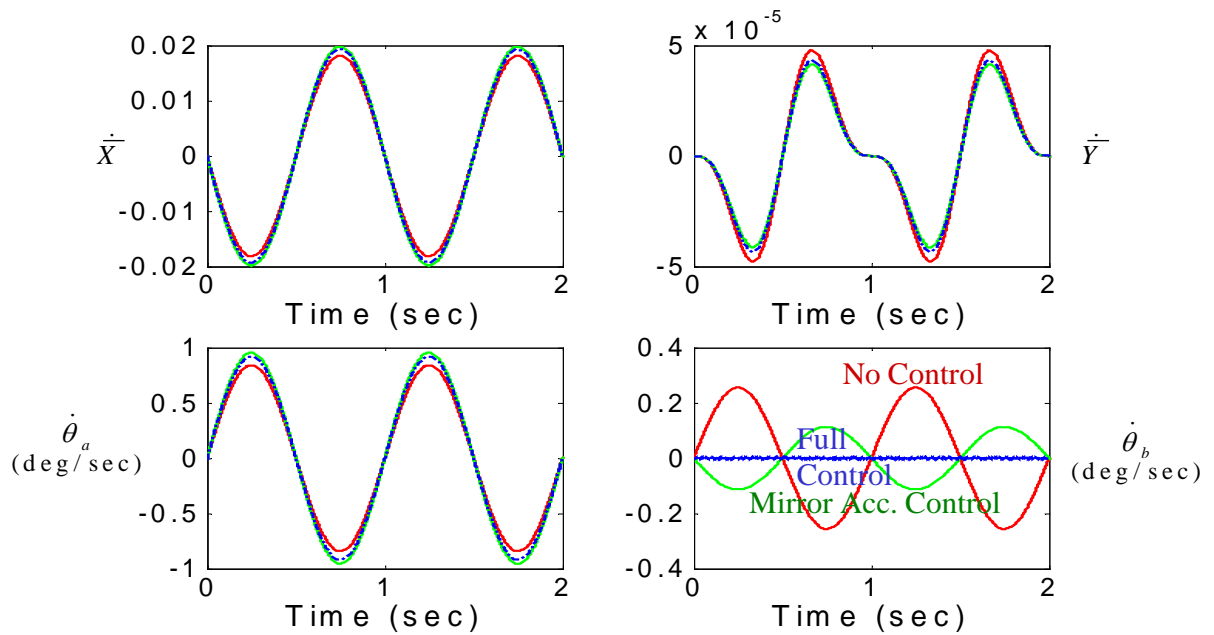 x 10^-5
0.02
0.01
0
-0.01
-0.02
Ẋ
0 1 2
Time (sec)
5
0
-5
Ẏ
0 1 2
Time (sec)
1
0.5
0
-0.5
-1
θ̇_a
(deg/sec)
0 1 2
Time (sec)
0.4
0.2
0
-0.2
-0.4
No Control
Full
Control
Mirror Acc. Control
θ̇_b
(deg/sec)
0 1 2
Time (sec)